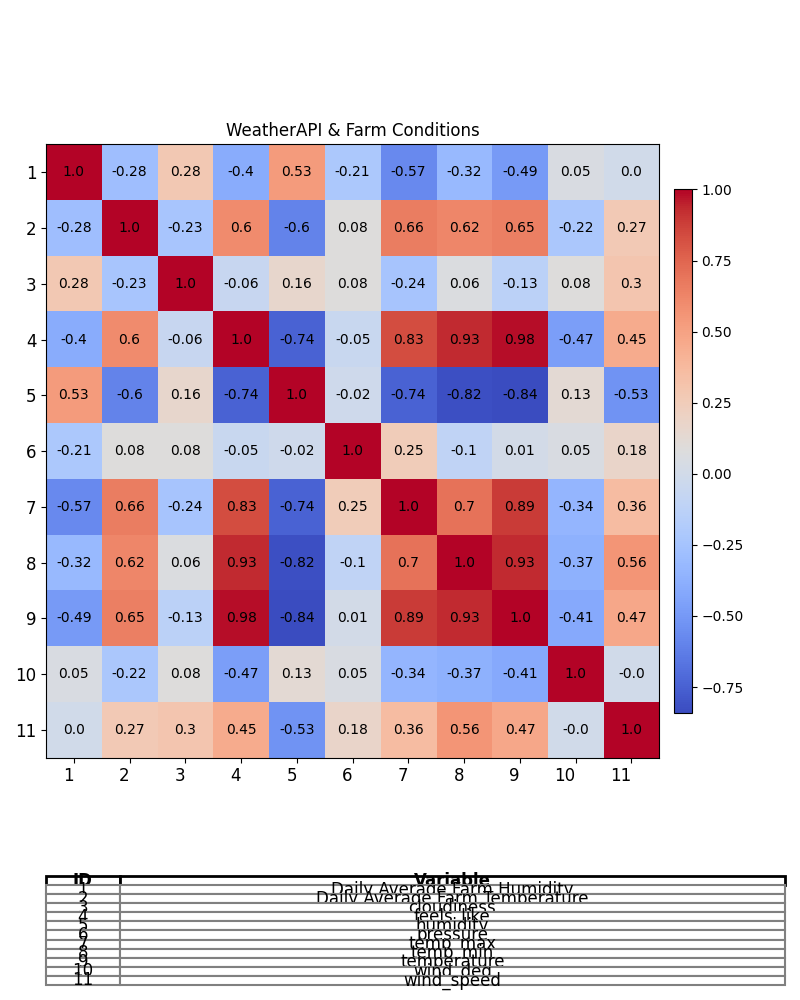 WeatherAPI & Farm Conditions
1 1.0 -0.28 0.28 -0.4 0.53 -0.21 -0.57 -0.32 -0.49 0.05 0.0
2 -0.28 1.0 -0.23 0.6 -0.6 0.08 0.66 0.62 0.65 -0.22 0.27
3 0.28 -0.23 1.0 -0.06 0.16 0.08 -0.24 0.06 -0.13 0.08 0.3
4 -0.4 0.6 -0.06 1.0 -0.74 -0.05 0.83 0.93 0.98 -0.47 0.45
5 0.53 -0.6 0.16 -0.74 1.0 -0.02 -0.74 -0.82 -0.84 0.13 -0.53
6 -0.21 0.08 0.08 -0.05 -0.02 1.0 0.25 -0.1 0.01 0.05 0.18
7 -0.57 0.66 -0.24 0.83 -0.74 0.25 1.0 0.7 0.89 -0.34 0.36
8 -0.32 0.62 0.06 0.93 -0.82 -0.1 0.7 1.0 0.93 -0.37 0.56
9 -0.49 0.65 -0.13 0.98 -0.84 0.01 0.89 0.93 1.0 -0.41 0.47
10 0.05 -0.22 0.08 -0.47 0.13 0.05 -0.34 -0.37 -0.41 1.0 -0.0
11 0.0 0.27 0.3 0.45 -0.53 0.18 0.36 0.56 0.47 -0.0 1.0
1 2 3 4 5 6 7 8 9 10 11
1.00
0.75
0.50
0.25
0.00
−0.25
−0.50
−0.75
ID Variable
1 Daily Average Farm Humidity
2 Daily Average Farm Temperature
3 cloudiness
4 feels_like
5 humidity
6 pressure
7 temp_max
8 temp_min
9 temperature
10 wind_deg
11 wind_speed